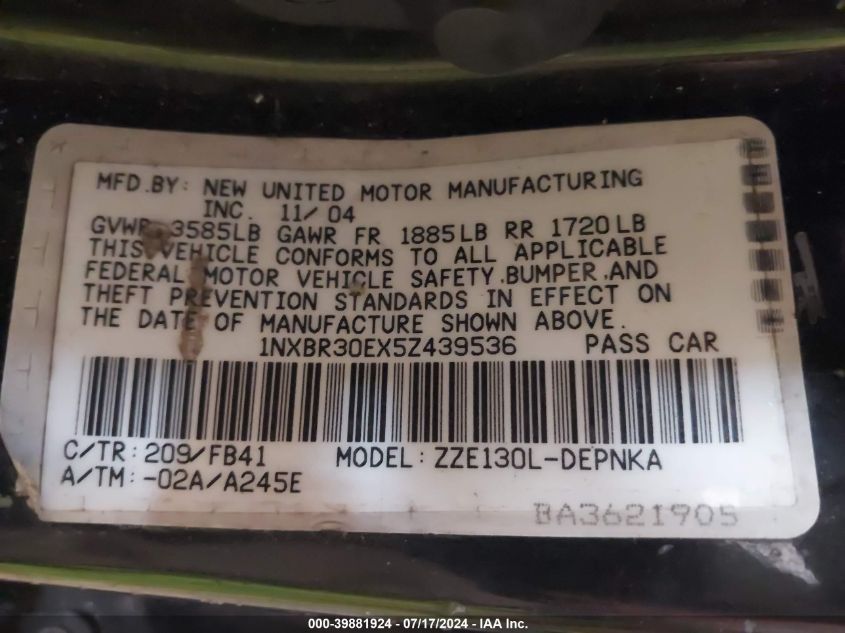 MFD.BY: NEW UNITED MOTOR MANUFACTURING
INC. 11/04
GVWR 3585LB GAWR FR 1885LB RR 1720LB
THIS VEHICLE CONFORMS TO ALL APPLICABLE
FEDERAL MOTOR VEHICLE SAFETY,BUMPER,AND
THEFT PREVENTION STANDARDS IN EFFECT ON
THE DATE OF MANUFACTURE SHOWN ABOVE.
1NXBR30EX5Z439536 PASS CAR
C/TR: 209/FB41 MODEL: ZZE130L-DEPNKA
A/TM: -02A/A245E
BA3621905
000-39881924 - 07/17/2024 - IAA Inc.